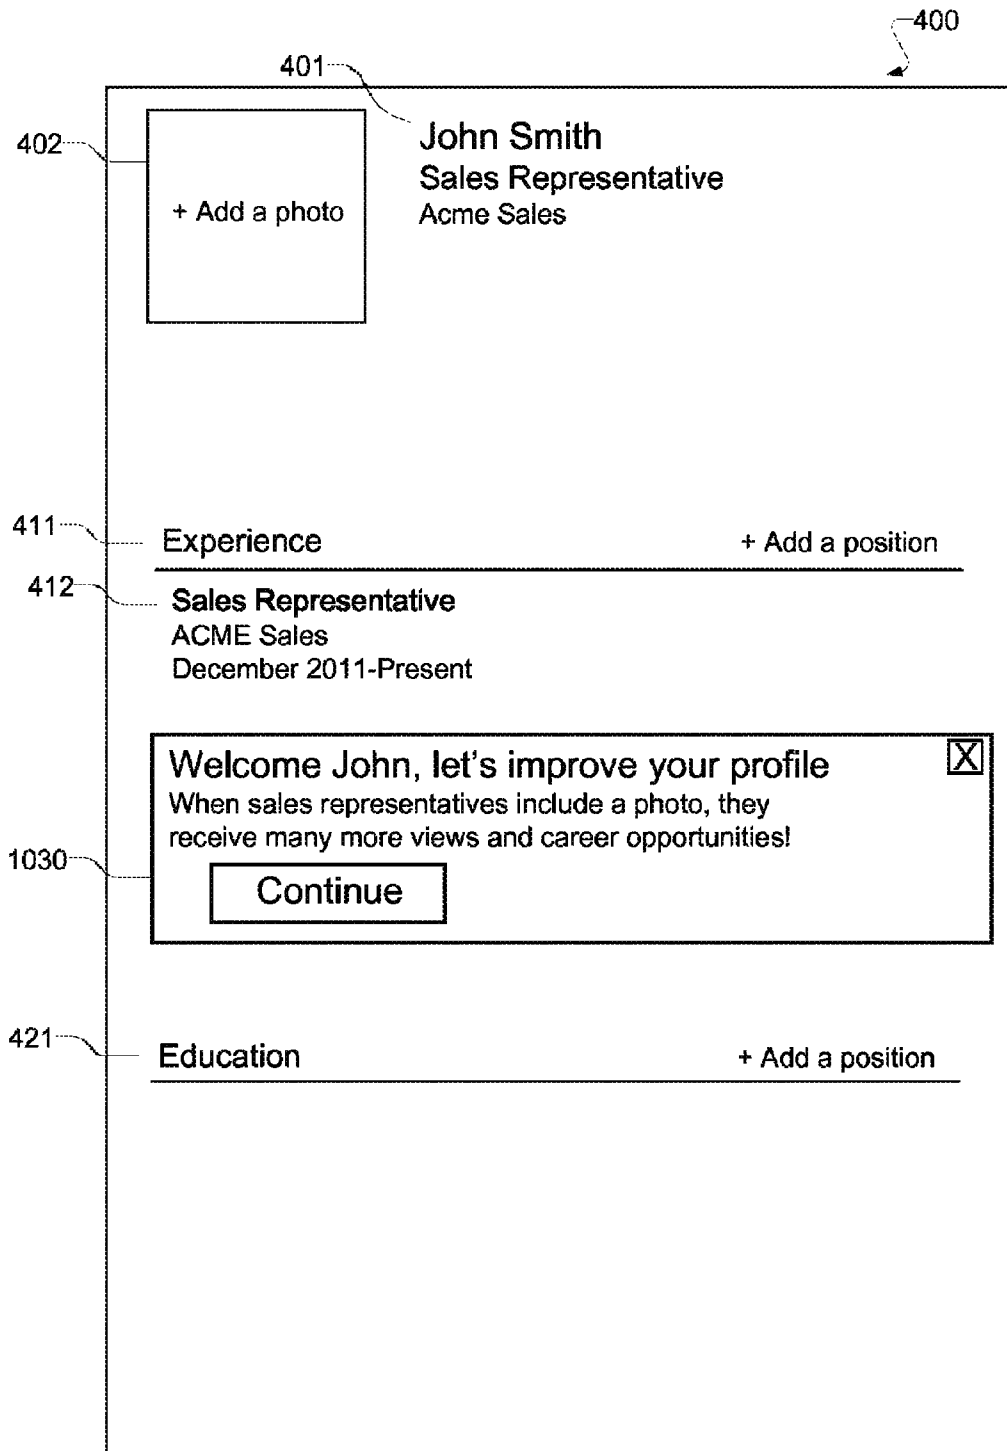 400
401
John Smith
402
Sales Representative
+ Add a photo
Acme Sales
411
Experience
+ Add a position
412
Sales Representative
ACME Sales
December 2011-Present
Welcome John, let's improve your profile
X
When sales representatives include a photo, they
receive many more views and career opportunities!
1030
Continue
421
Education
+ Add a position